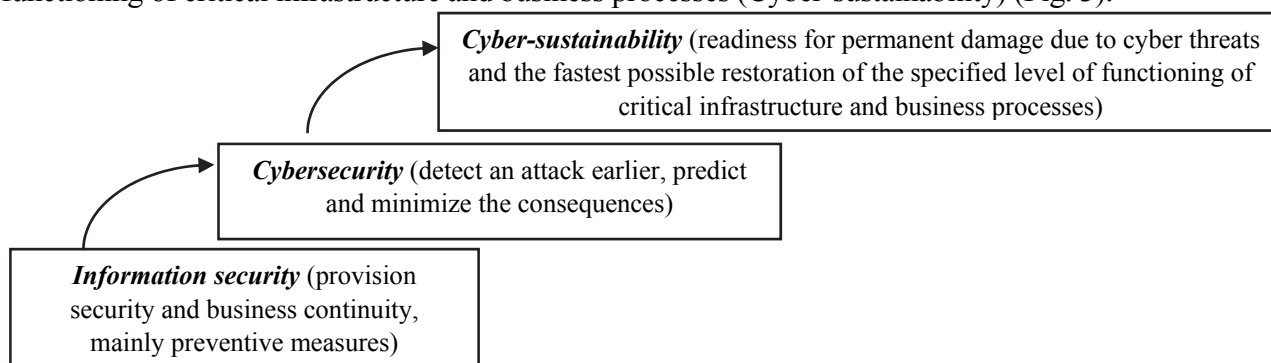 functioning of critical infrastructure and business processes (Cyber-sustainability) (Fig. 3).
Cyber-sustainability (readiness for permanent damage due to cyber threats
and the fastest possible restoration of the specified level of functioning of
critical infrastructure and business processes)
Cybersecurity (detect an attack earlier, predict
and minimize the consequences)
Information security (provision
security and business continuity,
mainly preventive measures)